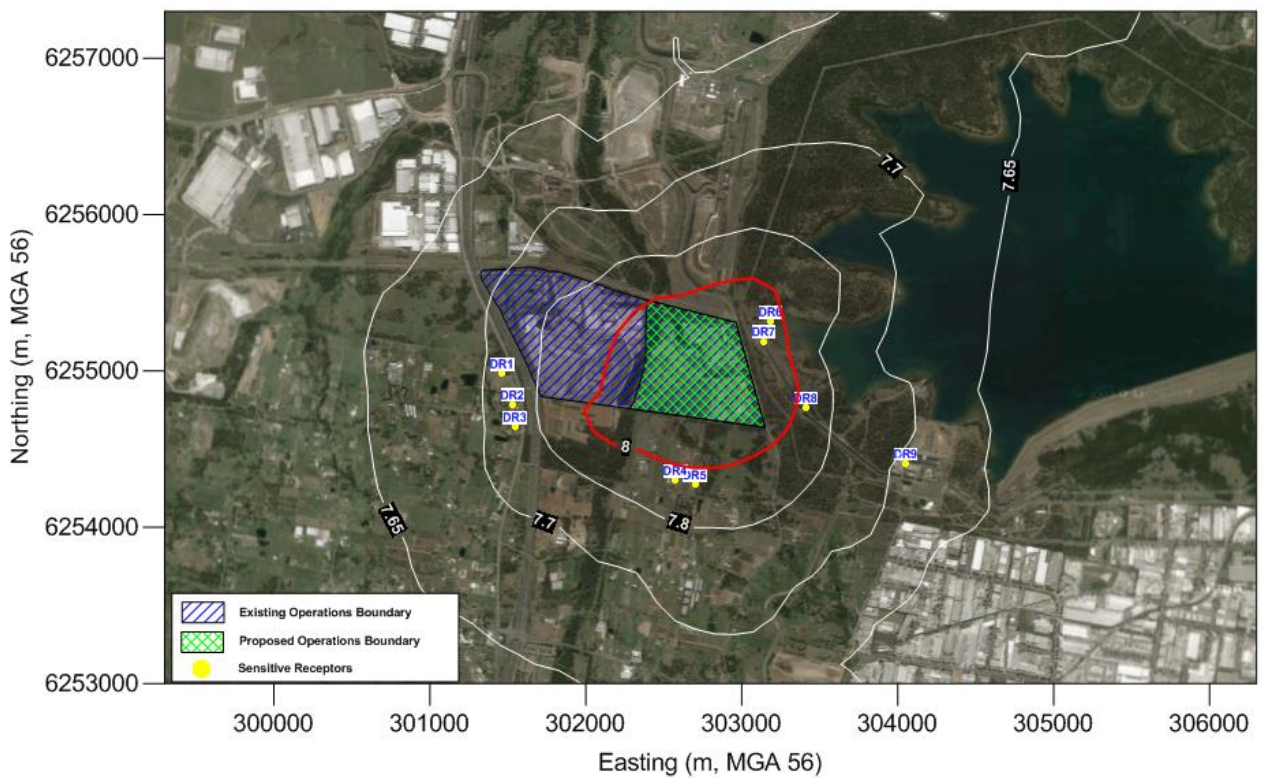 6257000
6256000
6255000
6254000
6253000
Northing (m, MGA 56)
7.7
7.65
DR6
DR7
DR1
DR2
DR3
DR8
8
DR4
DR5
DR9
7.65
7.7
7.8
Existing Operations Boundary
Proposed Operations Boundary
Sensitive Receptors
300000
301000
302000
303000
304000
305000
306000
Easting (m, MGA 56)